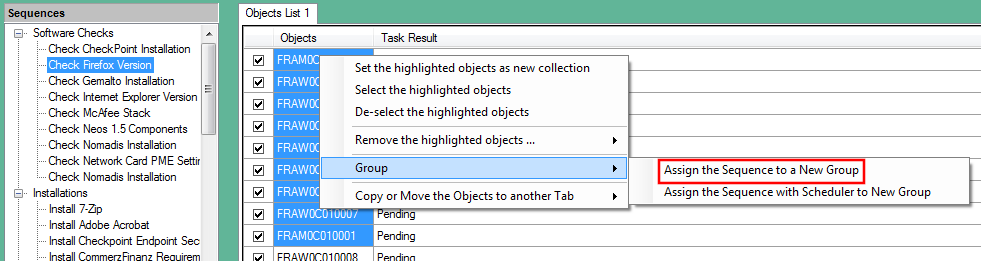 Sequences
Software Checks
Check CheckPoint Installation
Check Firefox Version
Check Gemalto Installation
Check Internet Explorer Version
Check McAfee Stack
Check Neos 1.5 Components
Check Nomadis Installation
Check Network Card PME Setti
Check Nomadis Installation
Installations
Install 7-Zip
Install Adobe Acrobat
Install Checkpoint Endpoint Sec
Install CommerzFinanz Requirem
Objects List 1
Objects Task Result
FRAM0C
FRAW0C
FRAW0C
FRAW0C
FRAW0C
FRAW0C
FRAW0C
FRAW0C010007 Pending
FRAM0C010001 Pending
FRAW0C010008 Pending
Set the highlighted objects as new collection
Select the highlighted objects
De-select the highlighted objects
Remove the highlighted objects ...
Group
Copy or Move the Objects to another Tab
Assign the Sequence to a New Group
Assign the Sequence with Scheduler to New Group